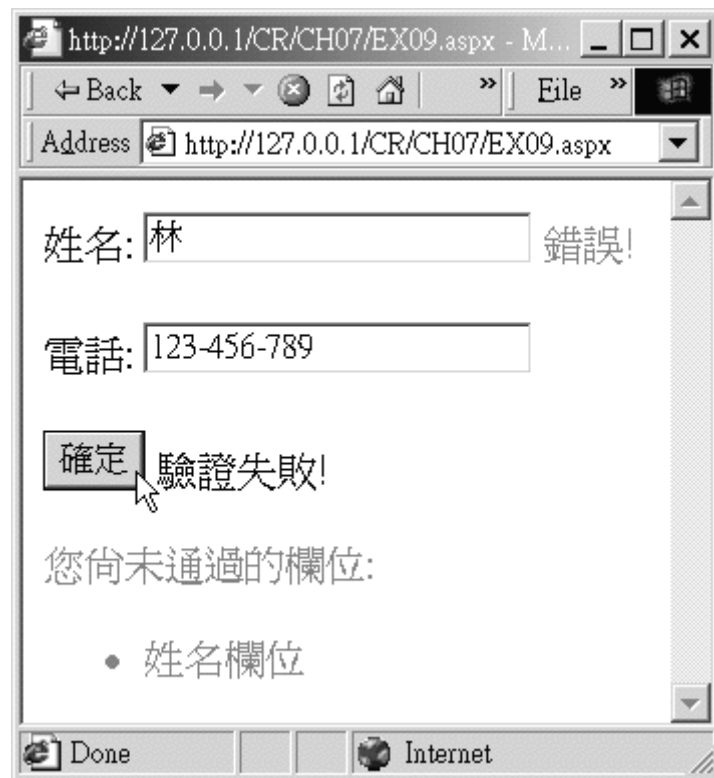 http://127.0.0.1/CR/CH07/EX09.aspx - M...
Back » File »
Address http://127.0.0.1/CR/CH07/EX09.aspx
姓名: 林 錯誤!
電話: 123-456-789
確定 驗證失敗!
您尚未通過的欄位:
• 姓名欄位
Done Internet